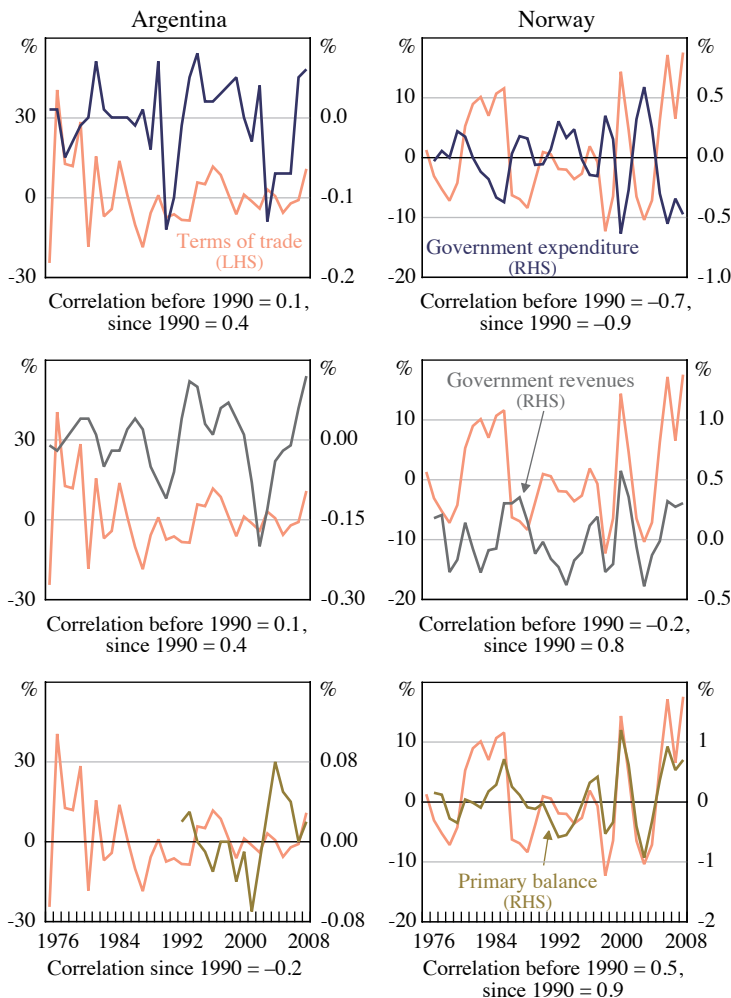 Argentina
Norway
% % % %
30 0.0 10 0.5
0 -0.1 0 0.0
Terms of trade
(LHS)
-10 -0.5
Government expenditure
(RHS)
-30 -0.2 -20 -1.0
Correlation before 1990 = 0.1,
since 1990 = 0.4
Correlation before 1990 = –0.7,
since 1990 = –0.9
% % % %
Government revenues
(RHS)
30 0.00 10 1.0
0 0.5
0 -0.15 -10 0.0
-30 -0.30 -20 -0.5
Correlation before 1990 = 0.1,
since 1990 = 0.4
Correlation before 1990 = –0.2,
since 1990 = 0.8
% % % %
30 0.08 10 1
0 0.00 0 0
-10 -1
Primary balance
(RHS)
-30 -0.08 -20 -2
1976 1984 1992 2000 2008 1976 1984 1992 2000 2008
Correlation since 1990 = –0.2
Correlation before 1990 = 0.5,
since 1990 = 0.9